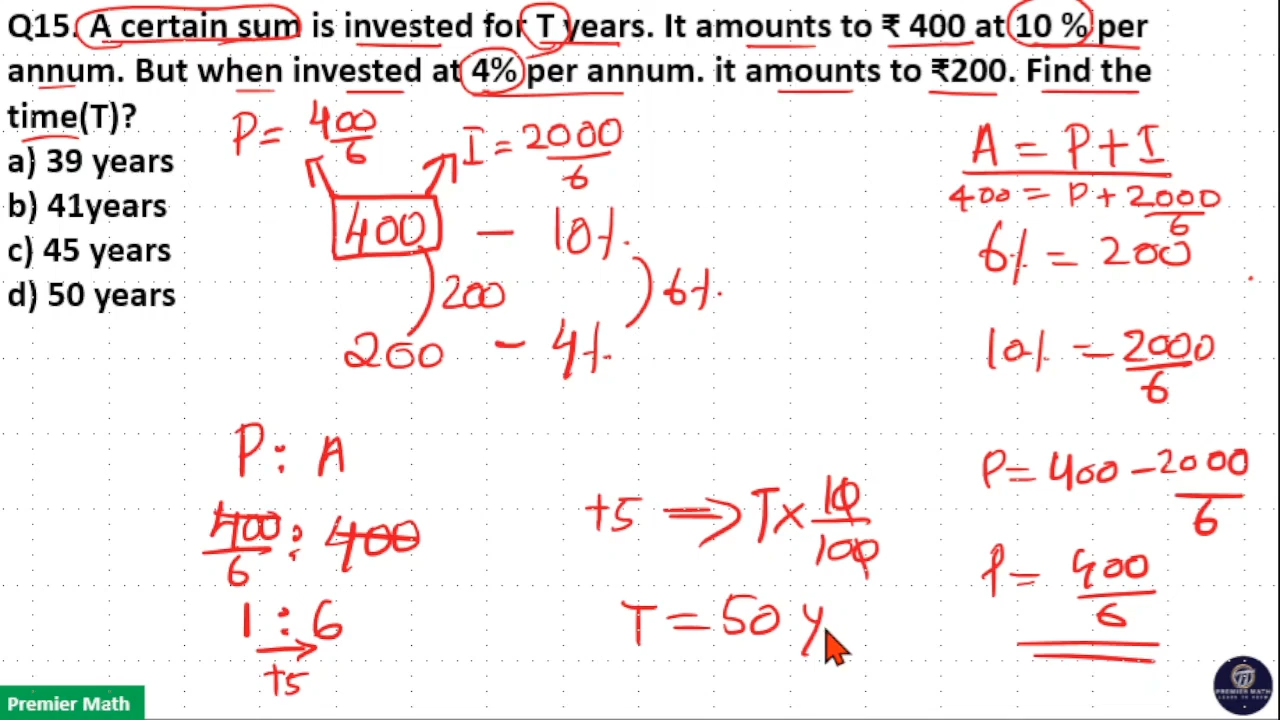 Q15. A certain sum is invested for T years. It amounts to ₹ 400 at 10 % per
annum. But when invested at 4% per annum. it amounts to ₹200. Find the
time(T)?
a) 39 years
b) 41years
c) 45 years
d) 50 years
P = 400/6
I = 2000/6
400 – 10%
200
6%
200 – 4%
A = P + I
400 = P + 2000/6
6% = 200
10% = 2000/6
P = 400 – 2000/6
P = 400/6
P : A
400/6 : 400
1 : 6
+5
+5 ⇒ T × 10/100
T = 50 y
Premier Math
PREMIER MATH